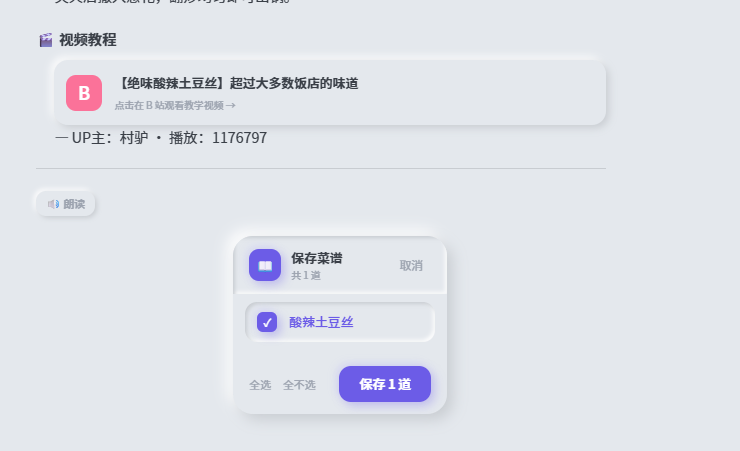 视频教程
B
【绝味酸辣土豆丝】超过大多数饭店的味道
点击在 B 站观看教学视频 →
— UP主：村驴 · 播放：1176797
朗读
保存菜谱
共 1 道
取消
酸辣土豆丝
全选
全不选
保存 1 道